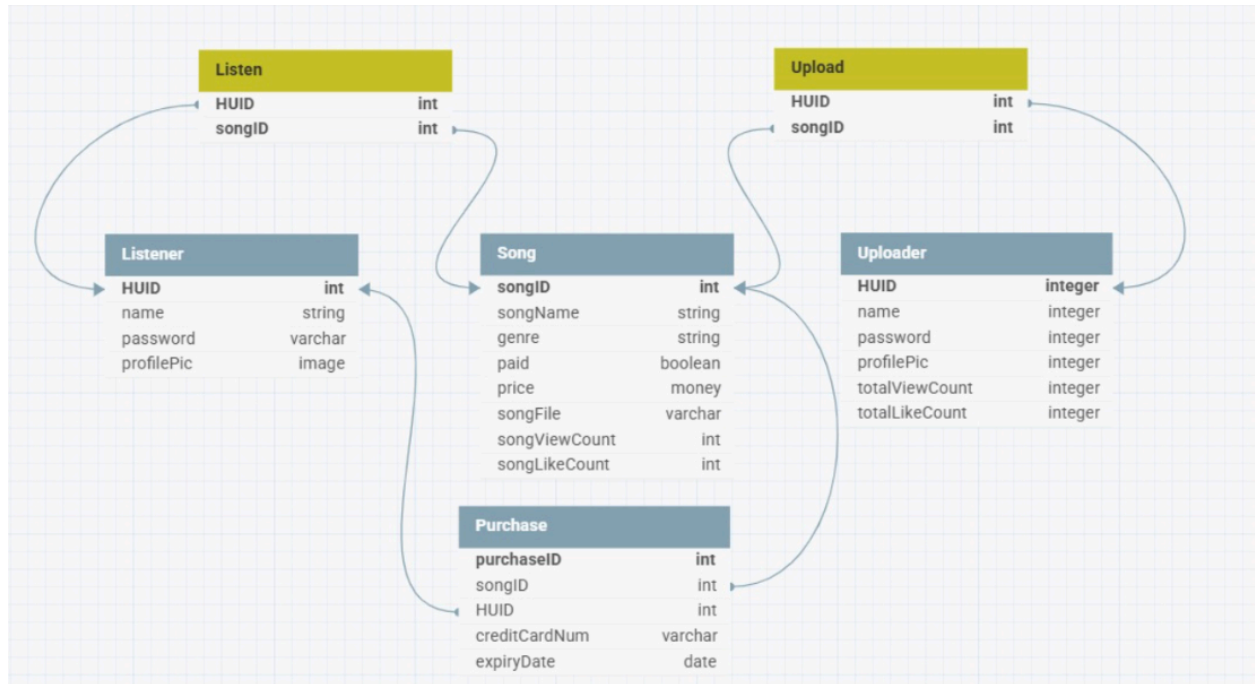 Listen
HUID int
songID int
Upload
HUID int
songID int
Listener
HUID int
name string
password varchar
profilePic image
Song
songID int
songName string
genre string
paid boolean
price money
songFile varchar
songViewCount int
songLikeCount int
Uploader
HUID integer
name integer
password integer
profilePic integer
totalViewCount integer
totalLikeCount integer
Purchase
purchaseID int
songID int
HUID int
creditCardNum varchar
expiryDate date